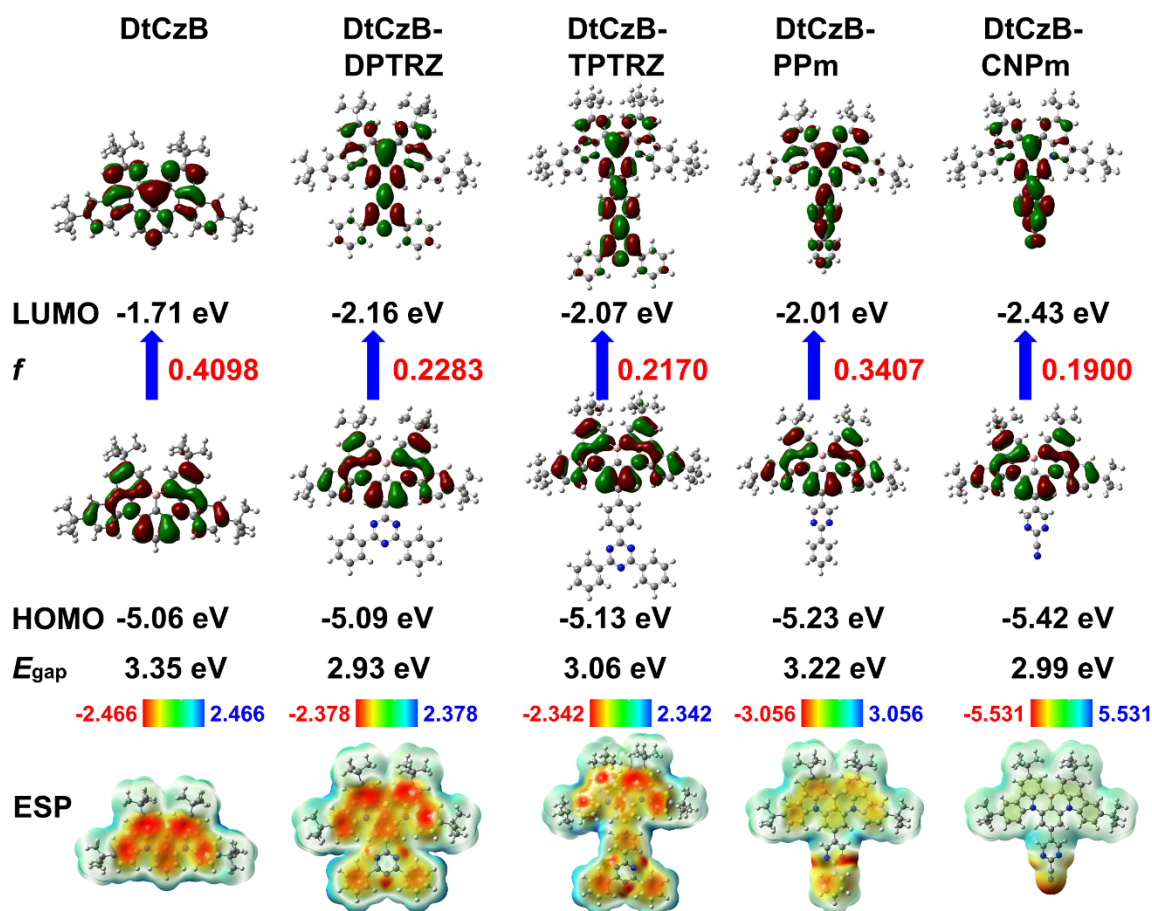 DtCzB DtCzB- DtCzB- DtCzB- DtCzB-
DPTRZ TPTRZ PPm CNPm
LUMO -1.71 eV -2.16 eV -2.07 eV -2.01 eV -2.43 eV
f 0.4098 0.2283 0.2170 0.3407 0.1900
HOMO -5.06 eV -5.09 eV -5.13 eV -5.23 eV -5.42 eV
Egap 3.35 eV 2.93 eV 3.06 eV 3.22 eV 2.99 eV
-2.466 2.466 -2.378 2.378 -2.342 2.342 -3.056 3.056 -5.531 5.531
ESP